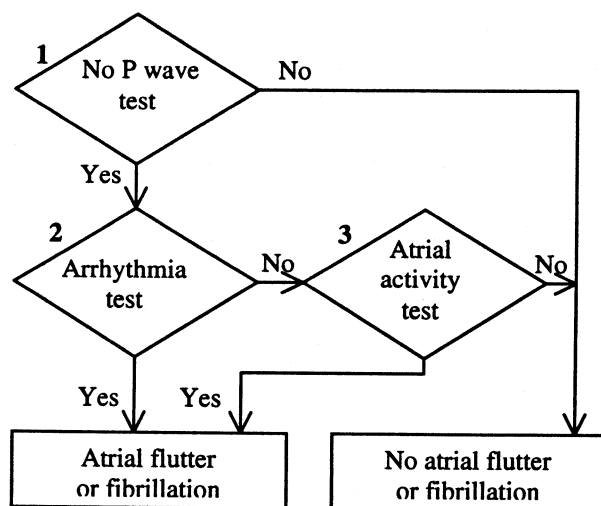 1
No P wave
test
No
Yes
2
Arrhythmia
test
No
3
Atrial
activity
test
No
Yes
Yes
Atrial flutter
or fibrillation
No atrial flutter
or fibrillation